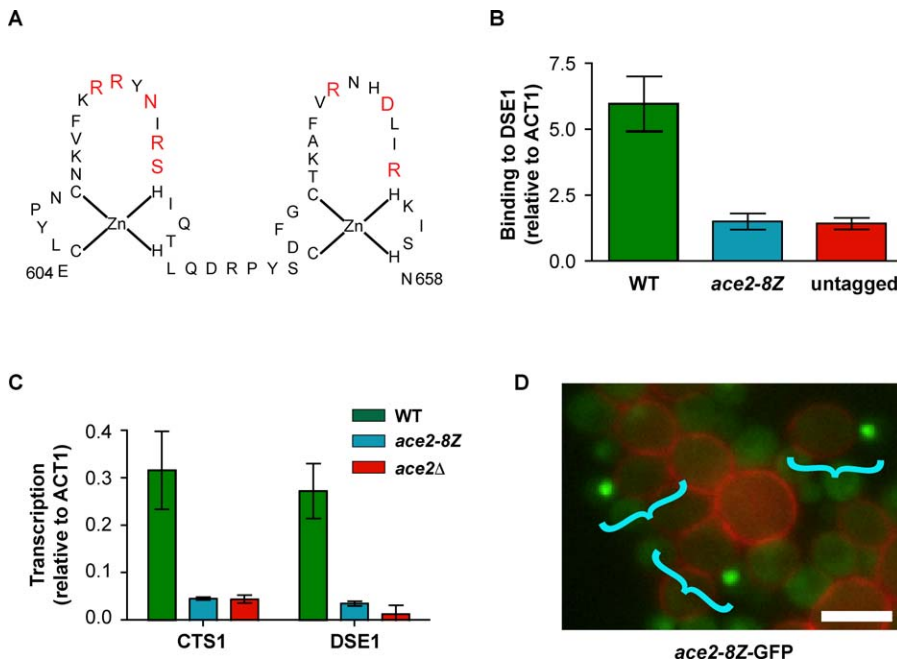 A
604 E C L Y P N C N K V F K R R Y N I R S H I Q T H L Q D R P Y S C D F G C T K A F V R N H D L I R H K I S H N 658
Zn
Zn
B
Binding to DSE1
(relative to ACT1)
7.5
5.0
2.5
0.0
WT
ace2-8Z
untagged
C
Transcription
(relative to ACT1)
0.4
0.3
0.2
0.1
0.0
CTS1
DSE1
WT
ace2-8Z
ace2Δ
D
ace2-8Z-GFP